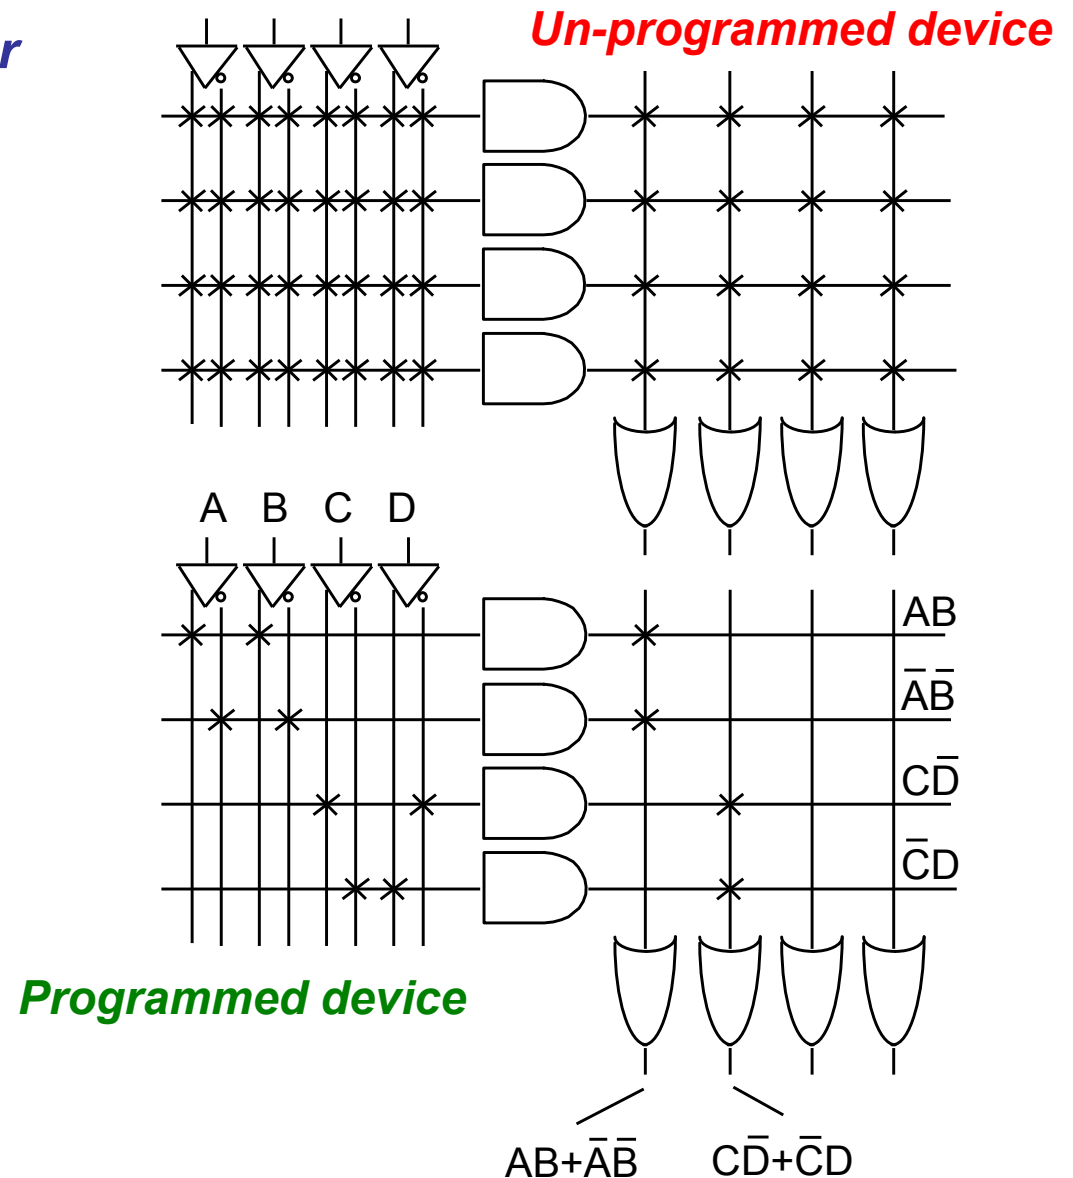 r
Un-programmed device
A B C D
AB
A̅B̅
CD̅
C̅D
Programmed device
AB+A̅B̅
CD̅+C̅D